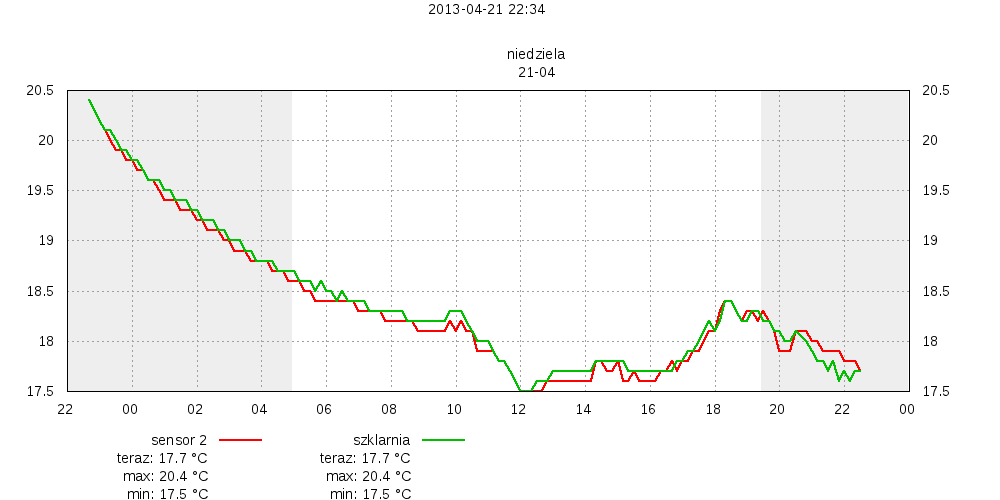 2013-04-21 22:34
niedziela
21-04
20.5 20.5
20 20
19.5 19.5
19 19
18.5 18.5
18 18
17.5 17.5
22 00 02 04 06 08 10 12 14 16 18 20 22 00
sensor 2 szklarnia
teraz: 17.7 °C teraz: 17.7 °C
max: 20.4 °C max: 20.4 °C
min: 17.5 °C min: 17.5 °C